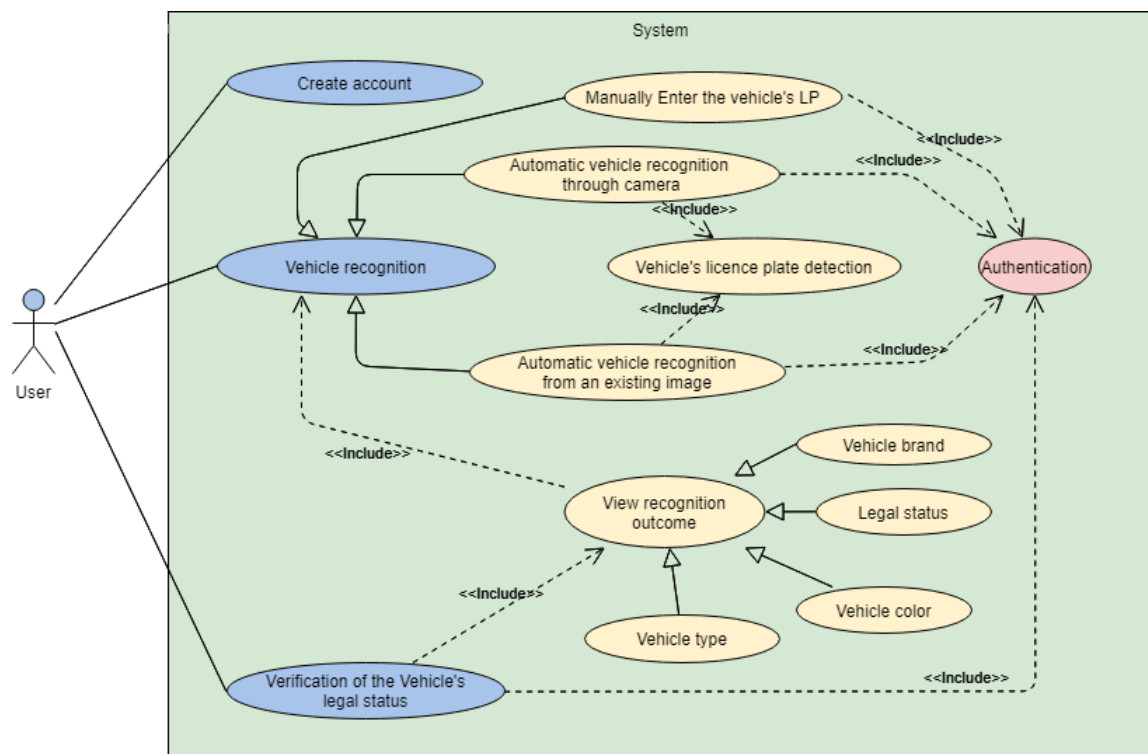 System
Create account
Manually Enter the vehicle's LP
<<Include>>
Automatic vehicle recognition
through camera
<<Include>>
<<Include>>
Vehicle recognition
Vehicle's licence plate detection
Authentication
<<Include>>
<<Include>>
Automatic vehicle recognition
from an existing image
User
<<Include>>
Vehicle brand
View recognition
outcome
Legal status
<<Include>>
Vehicle color
Vehicle type
Verification of the Vehicle's
legal status
<<Include>>